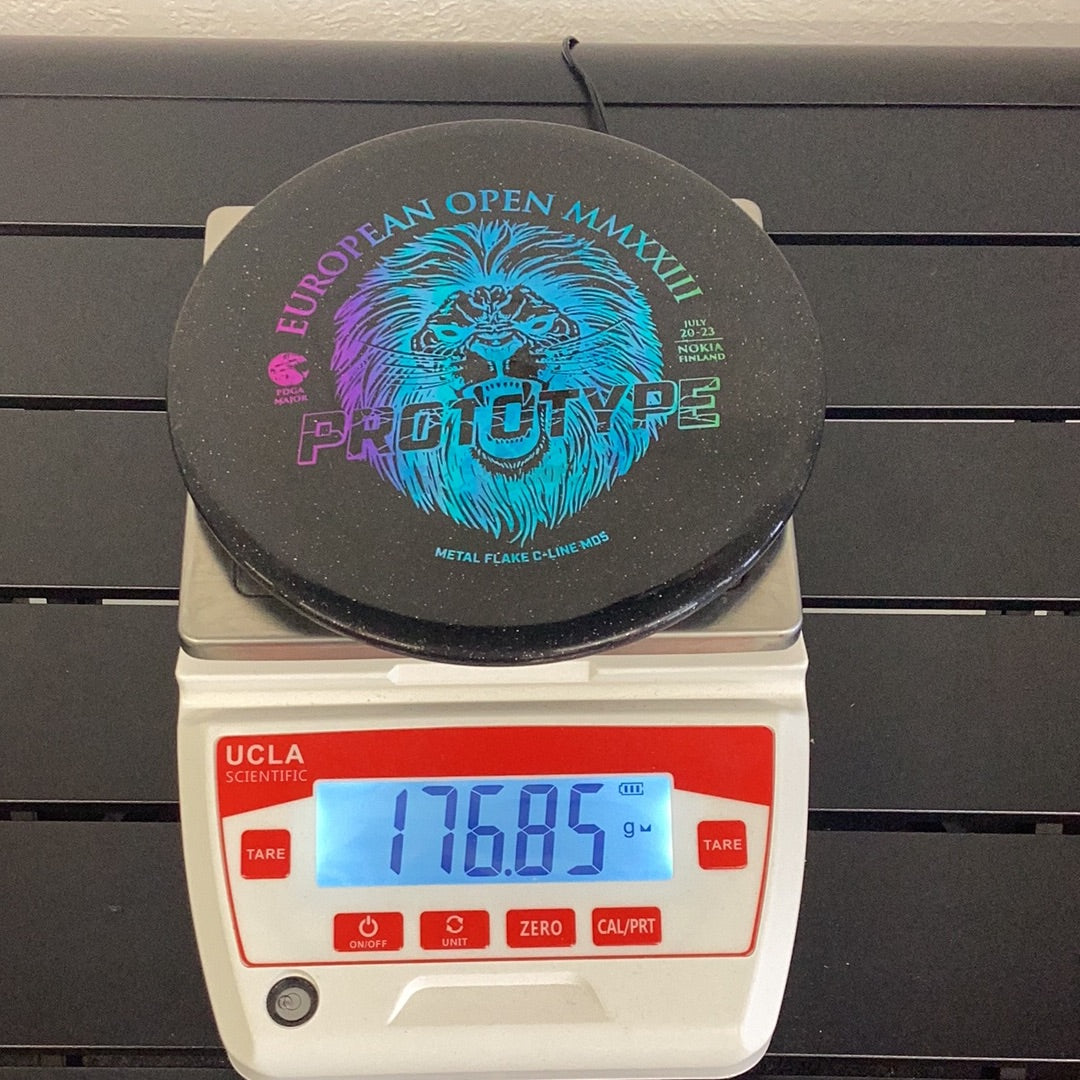 EUROPEAN OPEN MMXXIII
JULY
20-23
NOKIA
FINLAND
PDGA
MAJOR
PROTOTYPE
METAL FLAKE C-LINE MD5
UCLA
SCIENTIFIC
176.85
g
TARE
TARE
ON/OFF
UNIT
ZERO
CAL/PRT